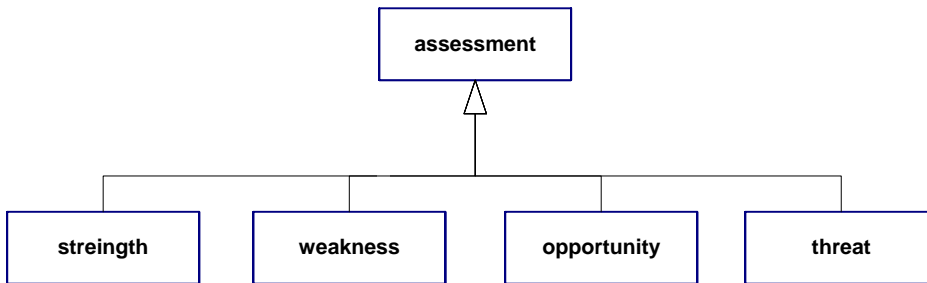 assessment
streingth
weakness
opportunity
threat